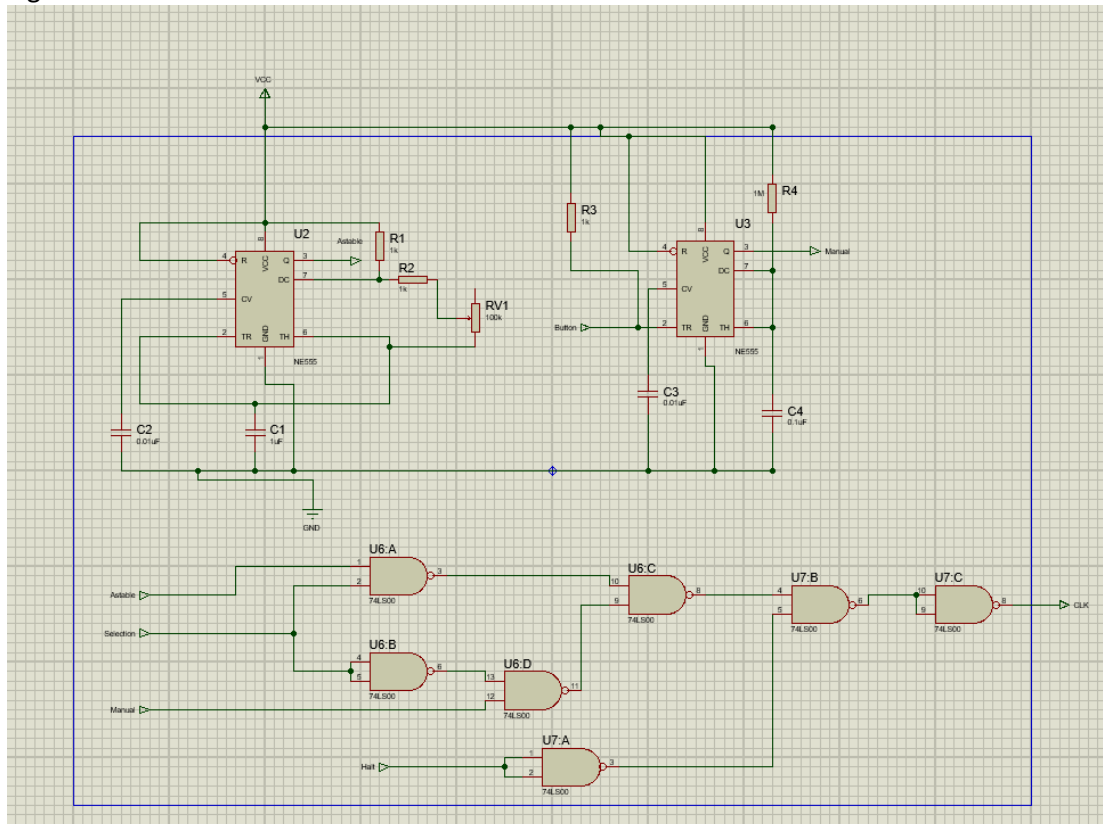 VCC
U2
4
R
8
VCC
Q
3
Astable
DC
7
5
CV
2
TR
GND
1
TH
6
NE555
R1
1k
R2
1k
RV1
100k
C2
0.01uF
C1
1uF
GND
R3
1k
R4
1M
U3
4
R
8
VCC
Q
3
Manual
DC
7
5
CV
Button
2
TR
GND
1
TH
6
NE555
C3
0.01uF
C4
0.1uF
Astable
Selection
Manual
Halt
U6:A
1
2
3
74LS00
U6:B
4
5
6
74LS00
U6:D
13
12
11
74LS00
U6:C
10
9
8
74LS00
U7:A
1
2
3
74LS00
U7:B
4
5
6
74LS00
U7:C
10
9
8
74LS00
CLK